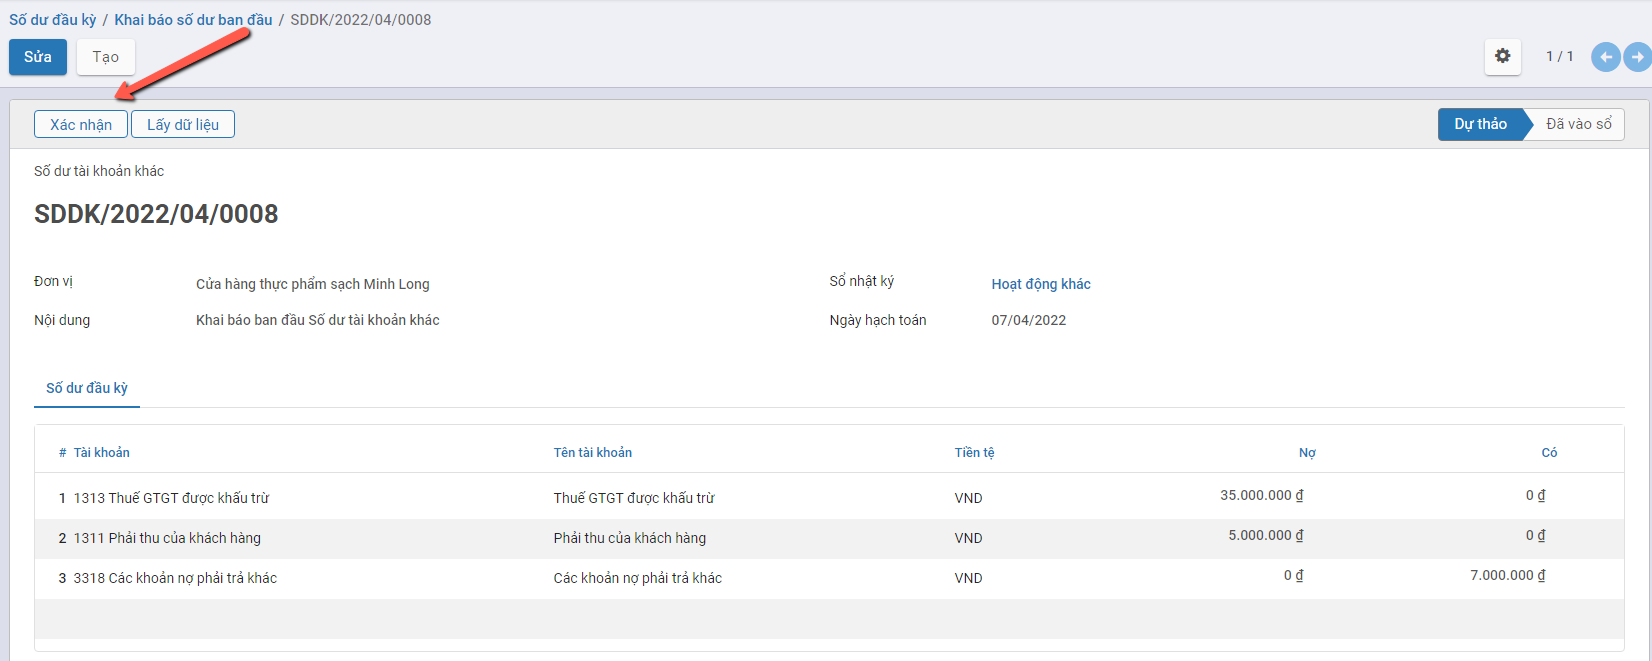 Số dư đầu kỳ / Khai báo số dư ban đầu / SDDK/2022/04/0008
Sửa Tạo 1 / 1
Xác nhận Lấy dữ liệu Dự thảo Đã vào sổ
Số dư tài khoản khác
SDDK/2022/04/0008
Đơn vị Cửa hàng thực phẩm sạch Minh Long Sổ nhật ký Hoạt động khác
Nội dung Khai báo ban đầu Số dư tài khoản khác Ngày hạch toán 07/04/2022
Số dư đầu kỳ
# Tài khoản Tên tài khoản Tiền tệ Nợ Có
1 1313 Thuế GTGT được khấu trừ Thuế GTGT được khấu trừ VND 35.000.000 ₫ 0 ₫
2 1311 Phải thu của khách hàng Phải thu của khách hàng VND 5.000.000 ₫ 0 ₫
3 3318 Các khoản nợ phải trả khác Các khoản nợ phải trả khác VND 0 ₫ 7.000.000 ₫